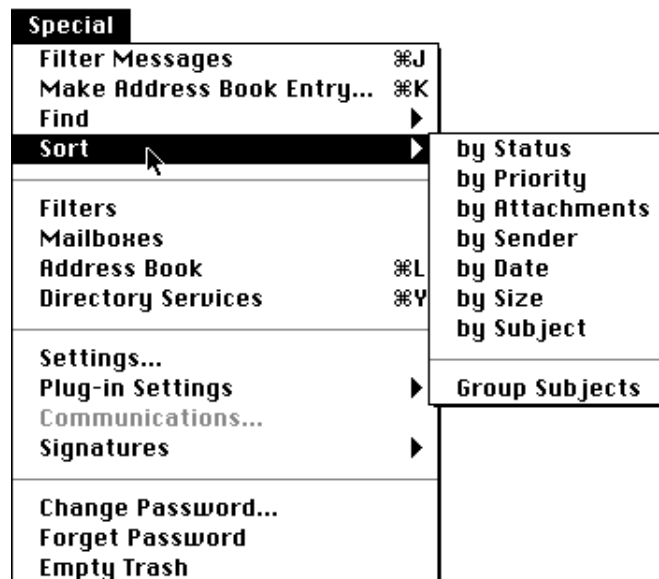 Special
Filter Messages ⌘J
Make Address Book Entry... ⌘K
Find
Sort
Filters
Mailboxes
Address Book ⌘L
Directory Services ⌘Y
Settings...
Plug-in Settings
Communications...
Signatures
Change Password...
Forget Password
Empty Trash
by Status
by Priority
by Attachments
by Sender
by Date
by Size
by Subject
Group Subjects